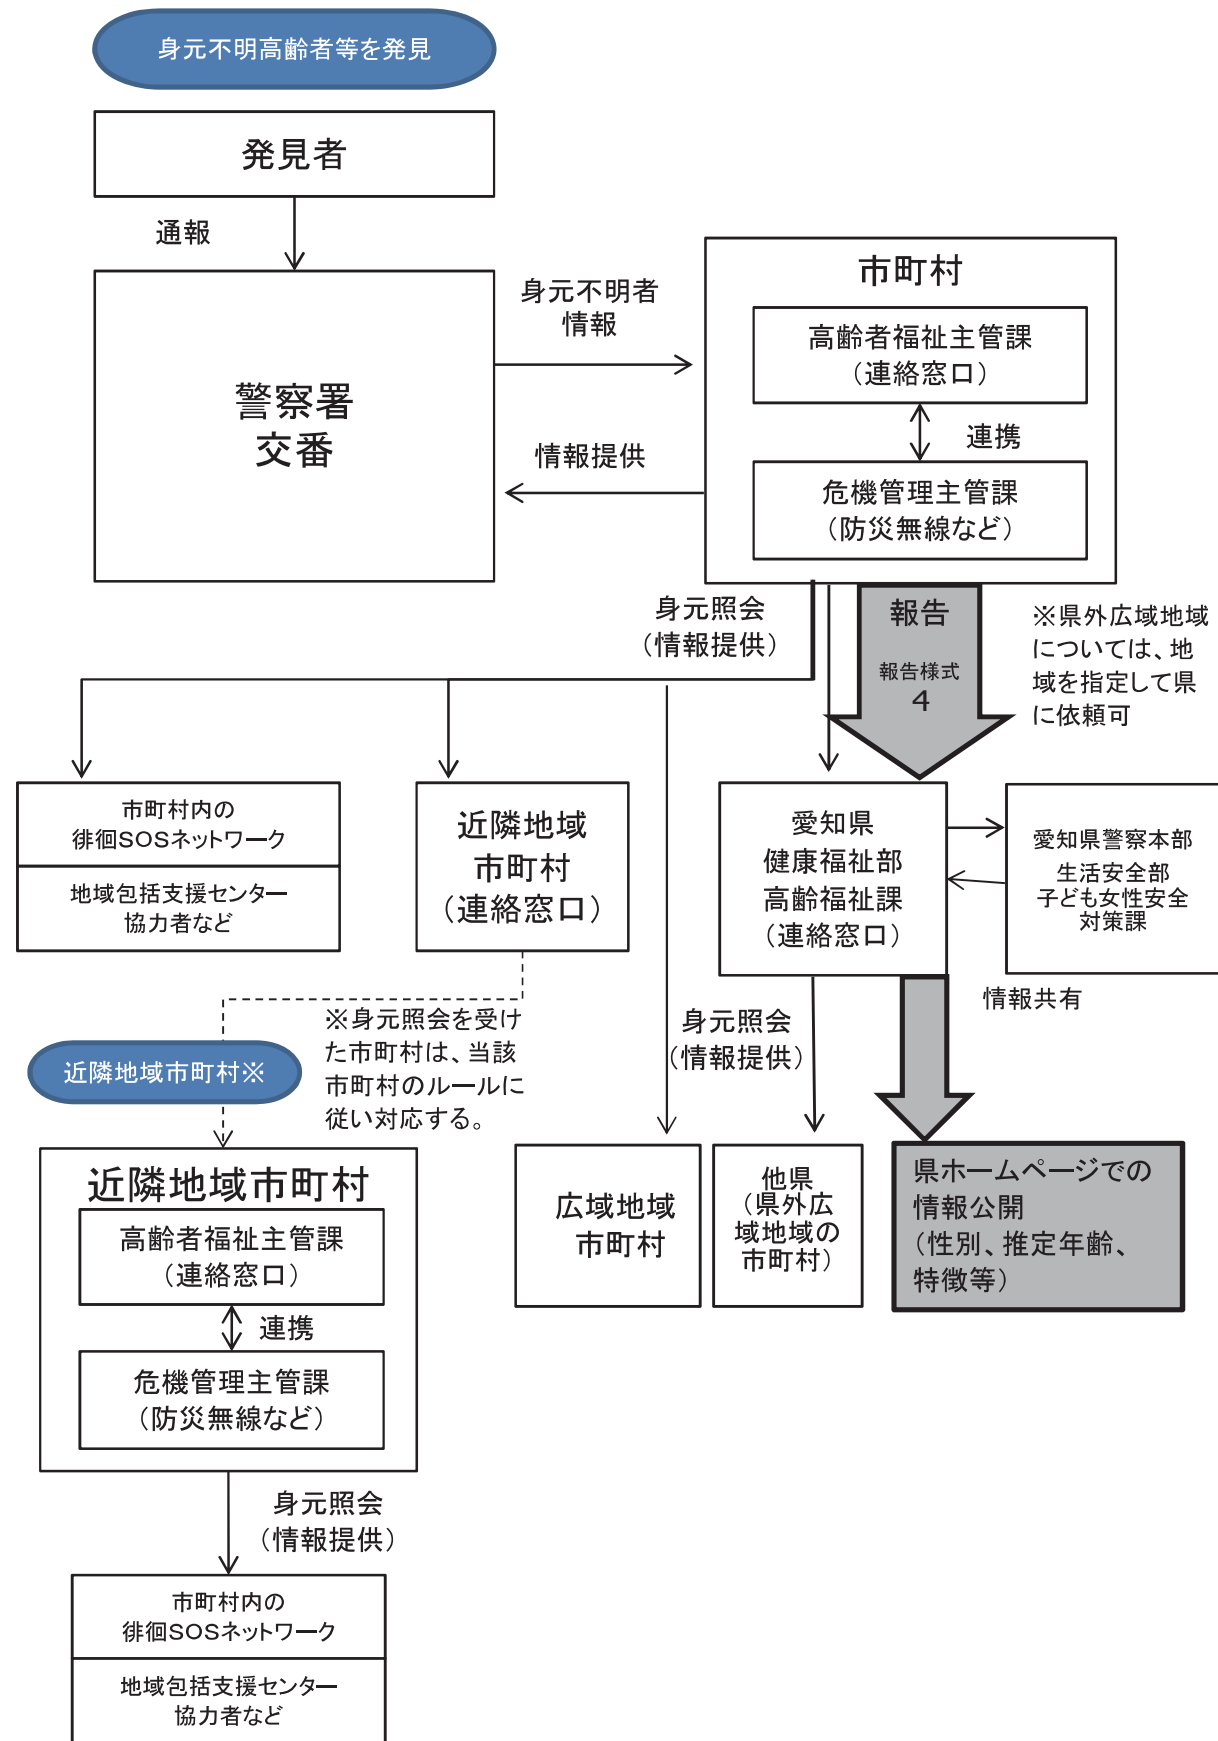 身元不明高齢者等を発見
発見者
通報
警察署
交番
身元不明者
情報
情報提供
市町村
高齢者福祉主管課
（連絡窓口）
連携
危機管理主管課
（防災無線など）
身元照会
（情報提供）
報告
報告様式
４
※県外広域地域
については、地
域を指定して県
に依頼可
市町村内の
徘徊SOSネットワーク
地域包括支援センター
協力者など
近隣地域
市町村
（連絡窓口）
愛知県
健康福祉部
高齢福祉課
（連絡窓口）
愛知県警察本部
生活安全部
子ども女性安全
対策課
情報共有
※身元照会を受け
た市町村は、当該
市町村のルールに
従い対応する。
近隣地域市町村※
身元照会
（情報提供）
広域地域
市町村
他県
（県外広
域地域の
市町村）
県ホームページでの
情報公開
（性別、推定年齢、
特徴等）
近隣地域市町村
高齢者福祉主管課
（連絡窓口）
連携
危機管理主管課
（防災無線など）
身元照会
（情報提供）
市町村内の
徘徊SOSネットワーク
地域包括支援センター
協力者など